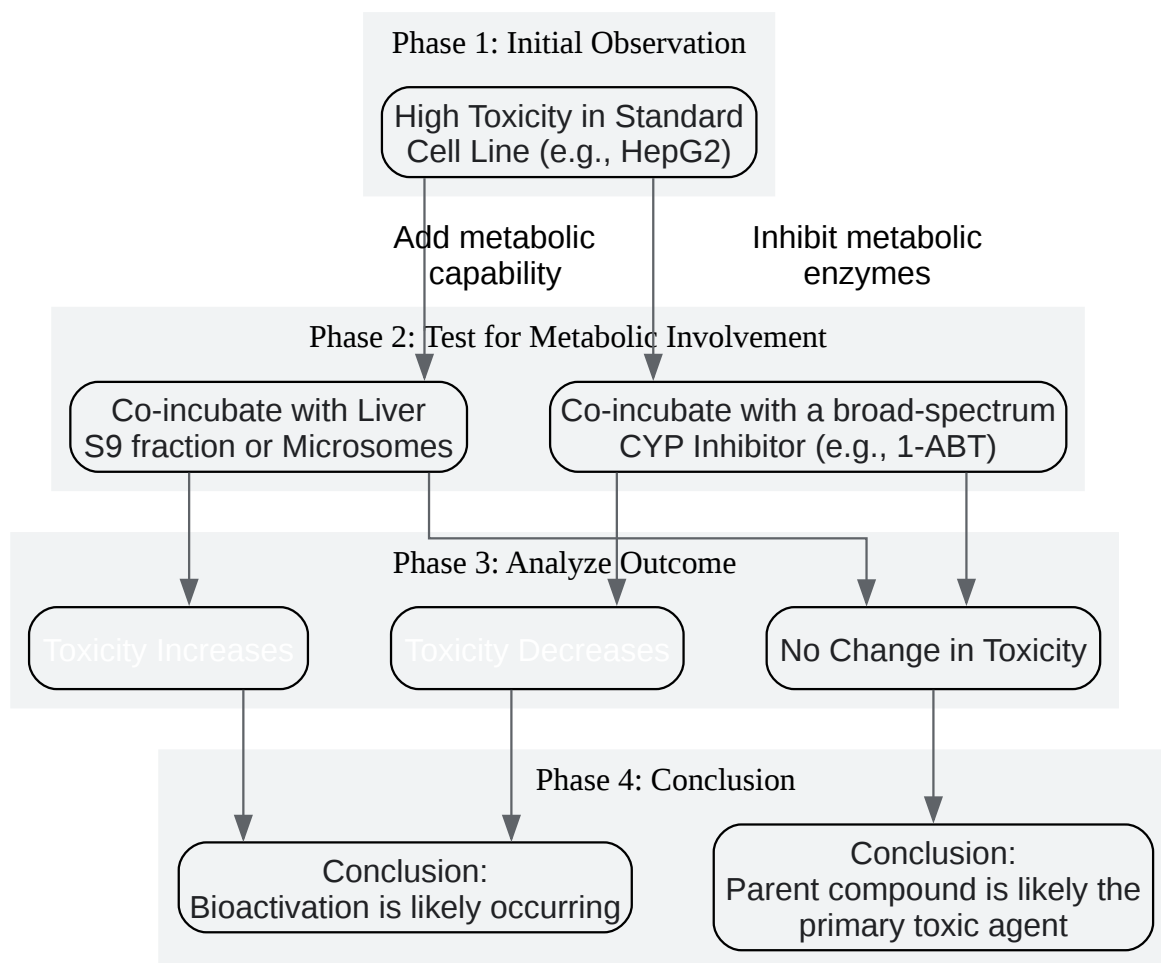 Phase 1: Initial Observation
High Toxicity in Standard
Cell Line (e.g., HepG2)
Add metabolic
capability
Inhibit metabolic
enzymes
Phase 2: Test for Metabolic Involvement
Co-incubate with Liver
S9 fraction or Microsomes
Co-incubate with a broad-spectrum
CYP Inhibitor (e.g., 1-ABT)
Phase 3: Analyze Outcome
Toxicity Increases
Toxicity Decreases
No Change in Toxicity
Phase 4: Conclusion
Conclusion:
Bioactivation is likely occurring
Conclusion:
Parent compound is likely the
primary toxic agent